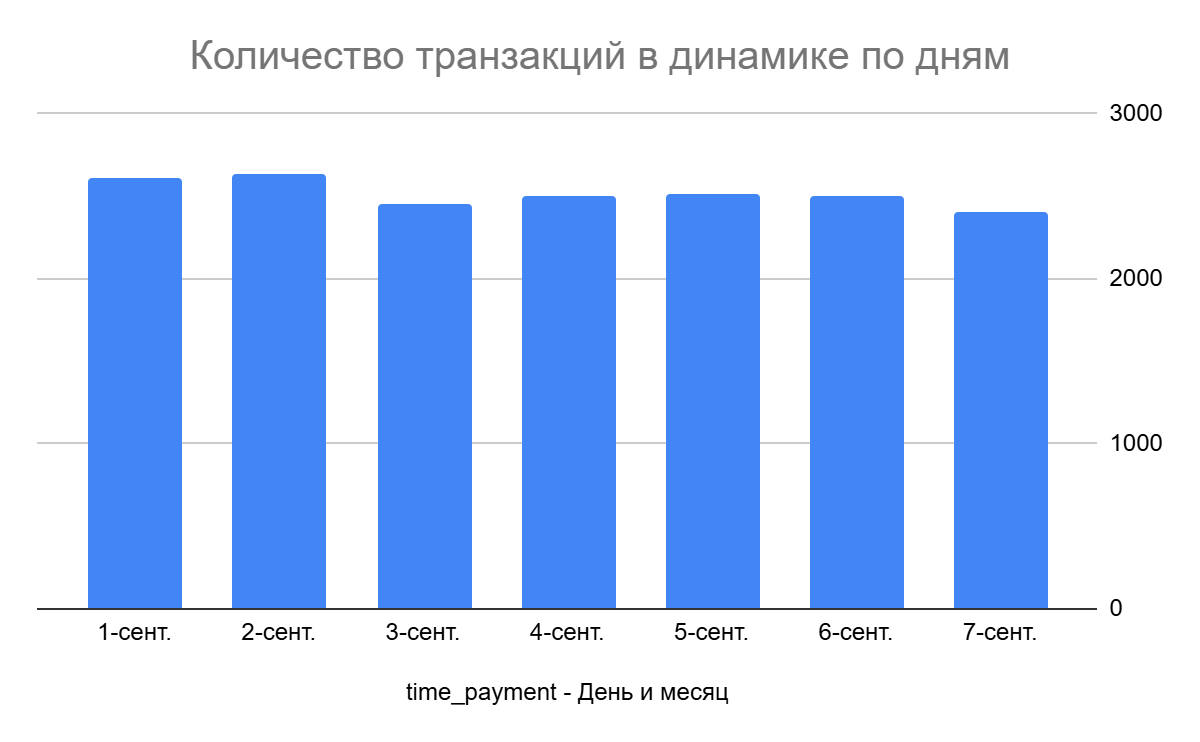 Количество транзакций в динамике по дням
3000
2000
1000
0
1-сент.
2-сент.
3-сент.
4-сент.
5-сент.
6-сент.
7-сент.
time_payment - День и месяц